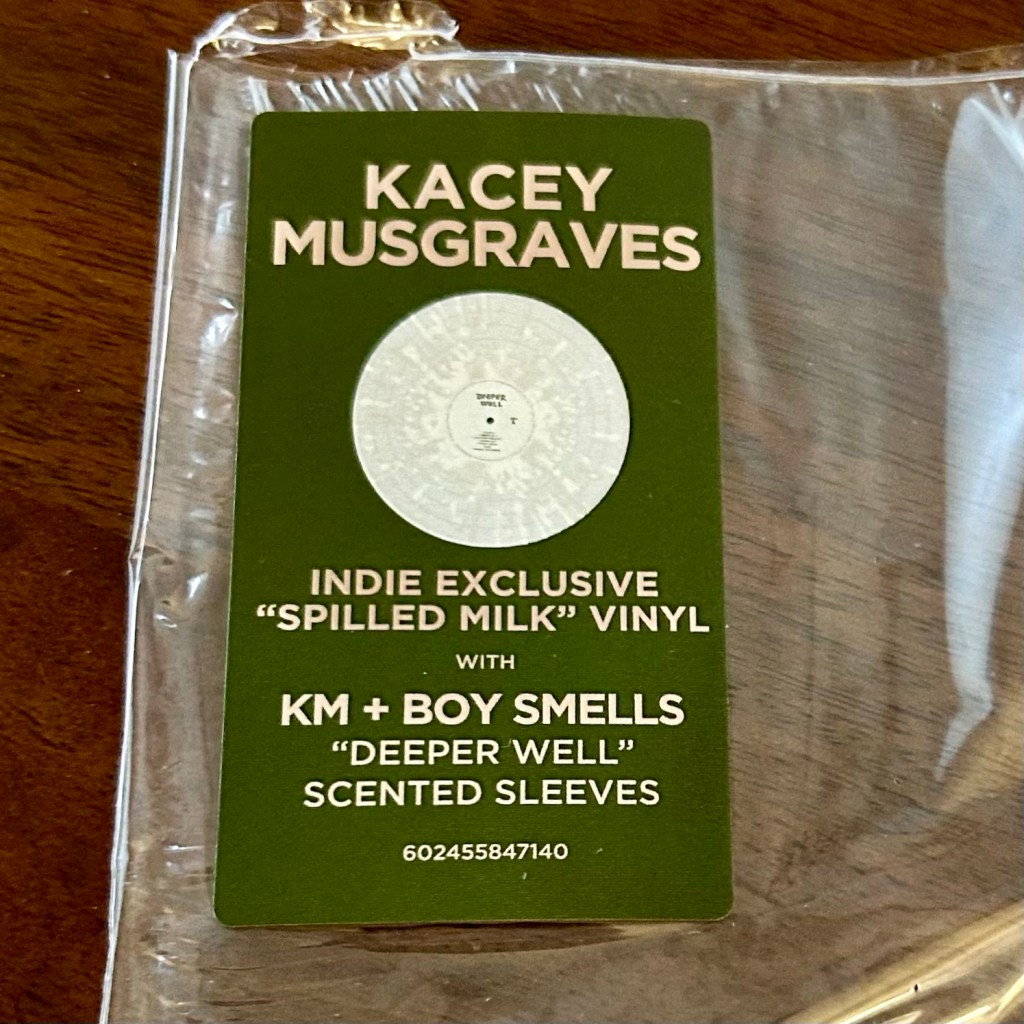 KACEY
MUSGRAVES
DEEPER
WELL
INDIE EXCLUSIVE
“SPILLED MILK” VINYL
WITH
KM + BOY SMELLS
“DEEPER WELL”
SCENTED SLEEVES
602455847140